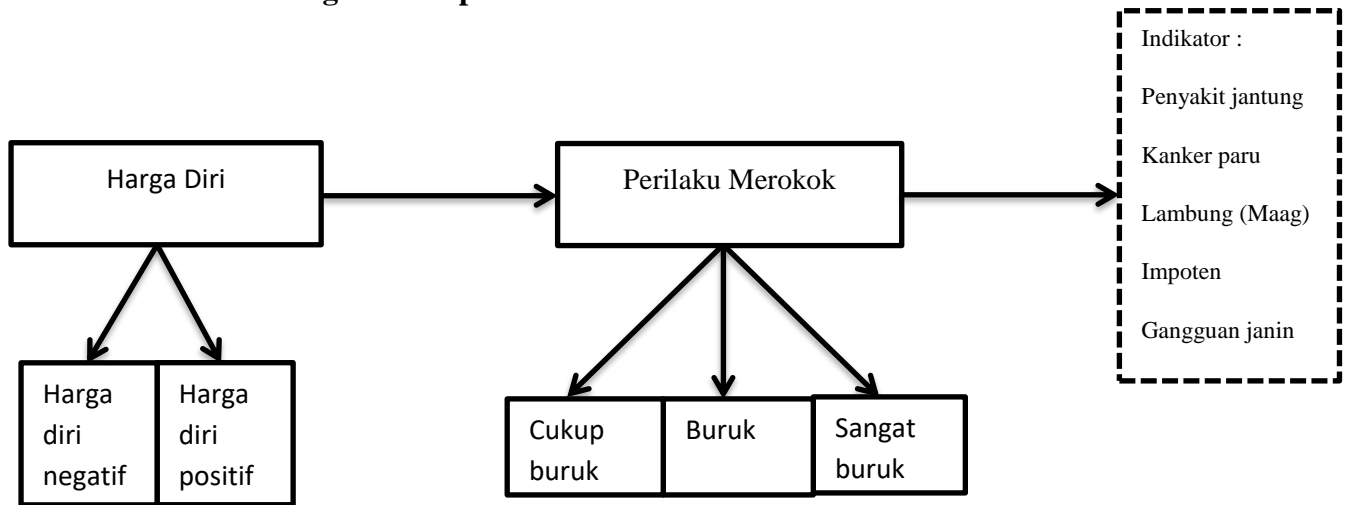 Indikator :
Penyakit jantung
Kanker paru
Lambung (Maag)
Impoten
Gangguan janin
Harga Diri
Perilaku Merokok
Harga
diri
negatif
Harga
diri
positif
Cukup
buruk
Buruk
Sangat
buruk